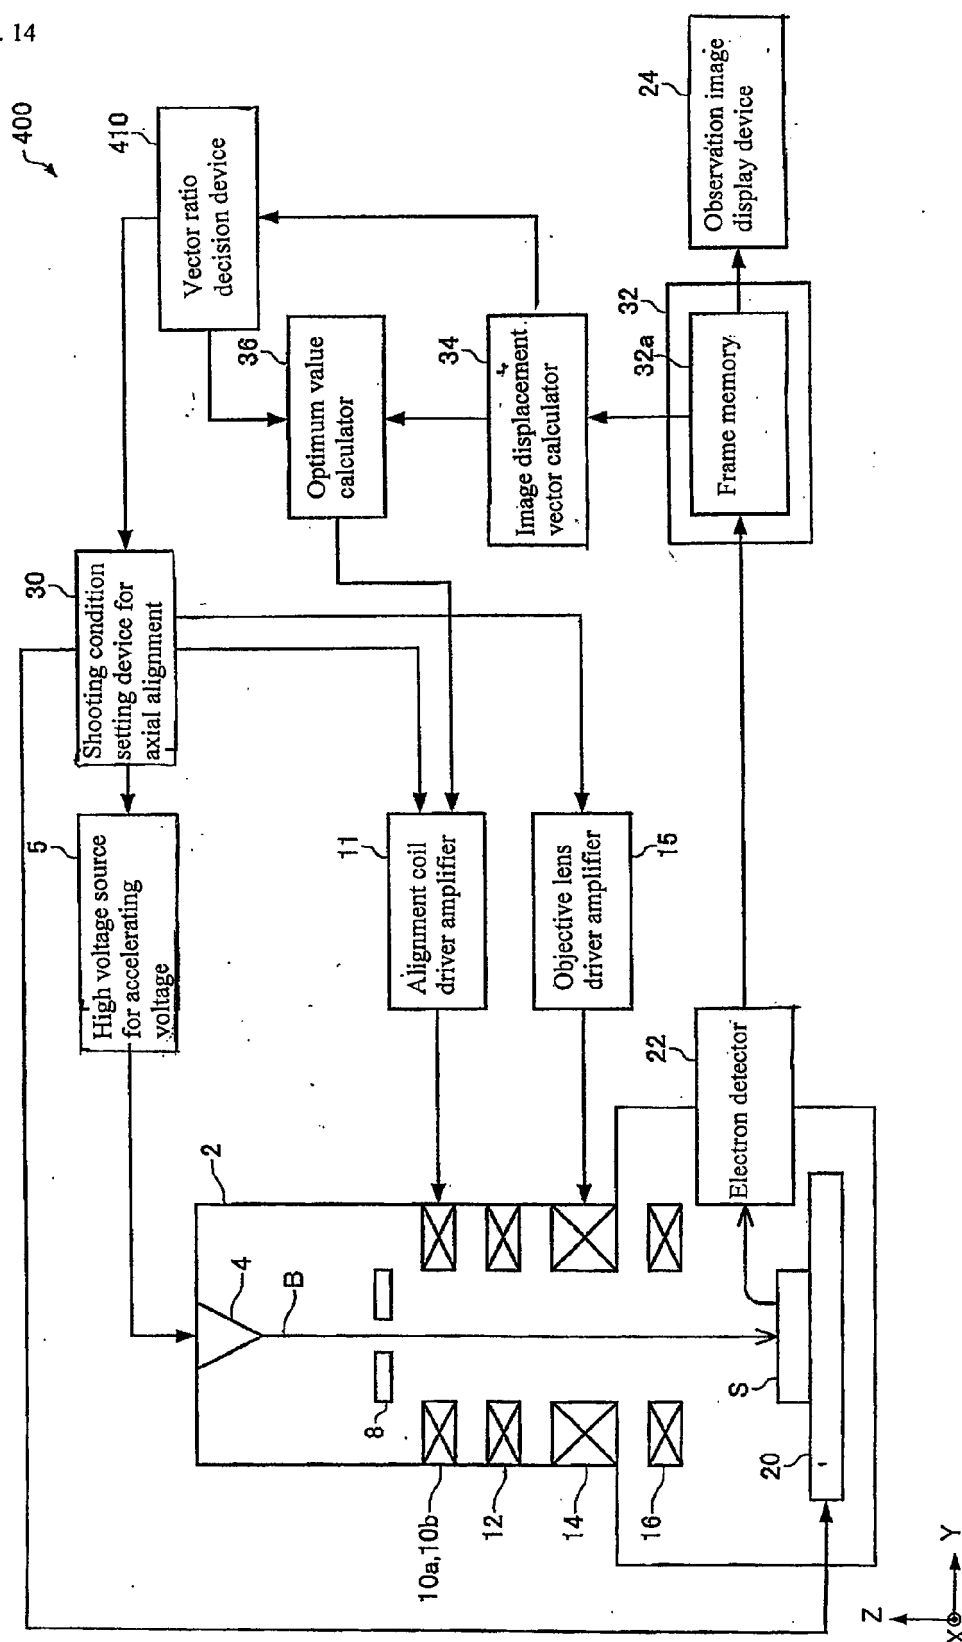 . 14
400
410
Vector ratio
decision device
24
Observation image
display device
36
Optimum value
calculator
34
Image displacement
vector calculator
32
32a
Frame memory
30
Shooting condition
setting device for
axial alignment
5
High voltage source
for accelerating
voltage
11
Alignment coil
driver amplifier
15
Objective lens
driver amplifier
22
Electron detector
2
4
B
8
10a,10b
12
14
16
S
20
Z
X
Y